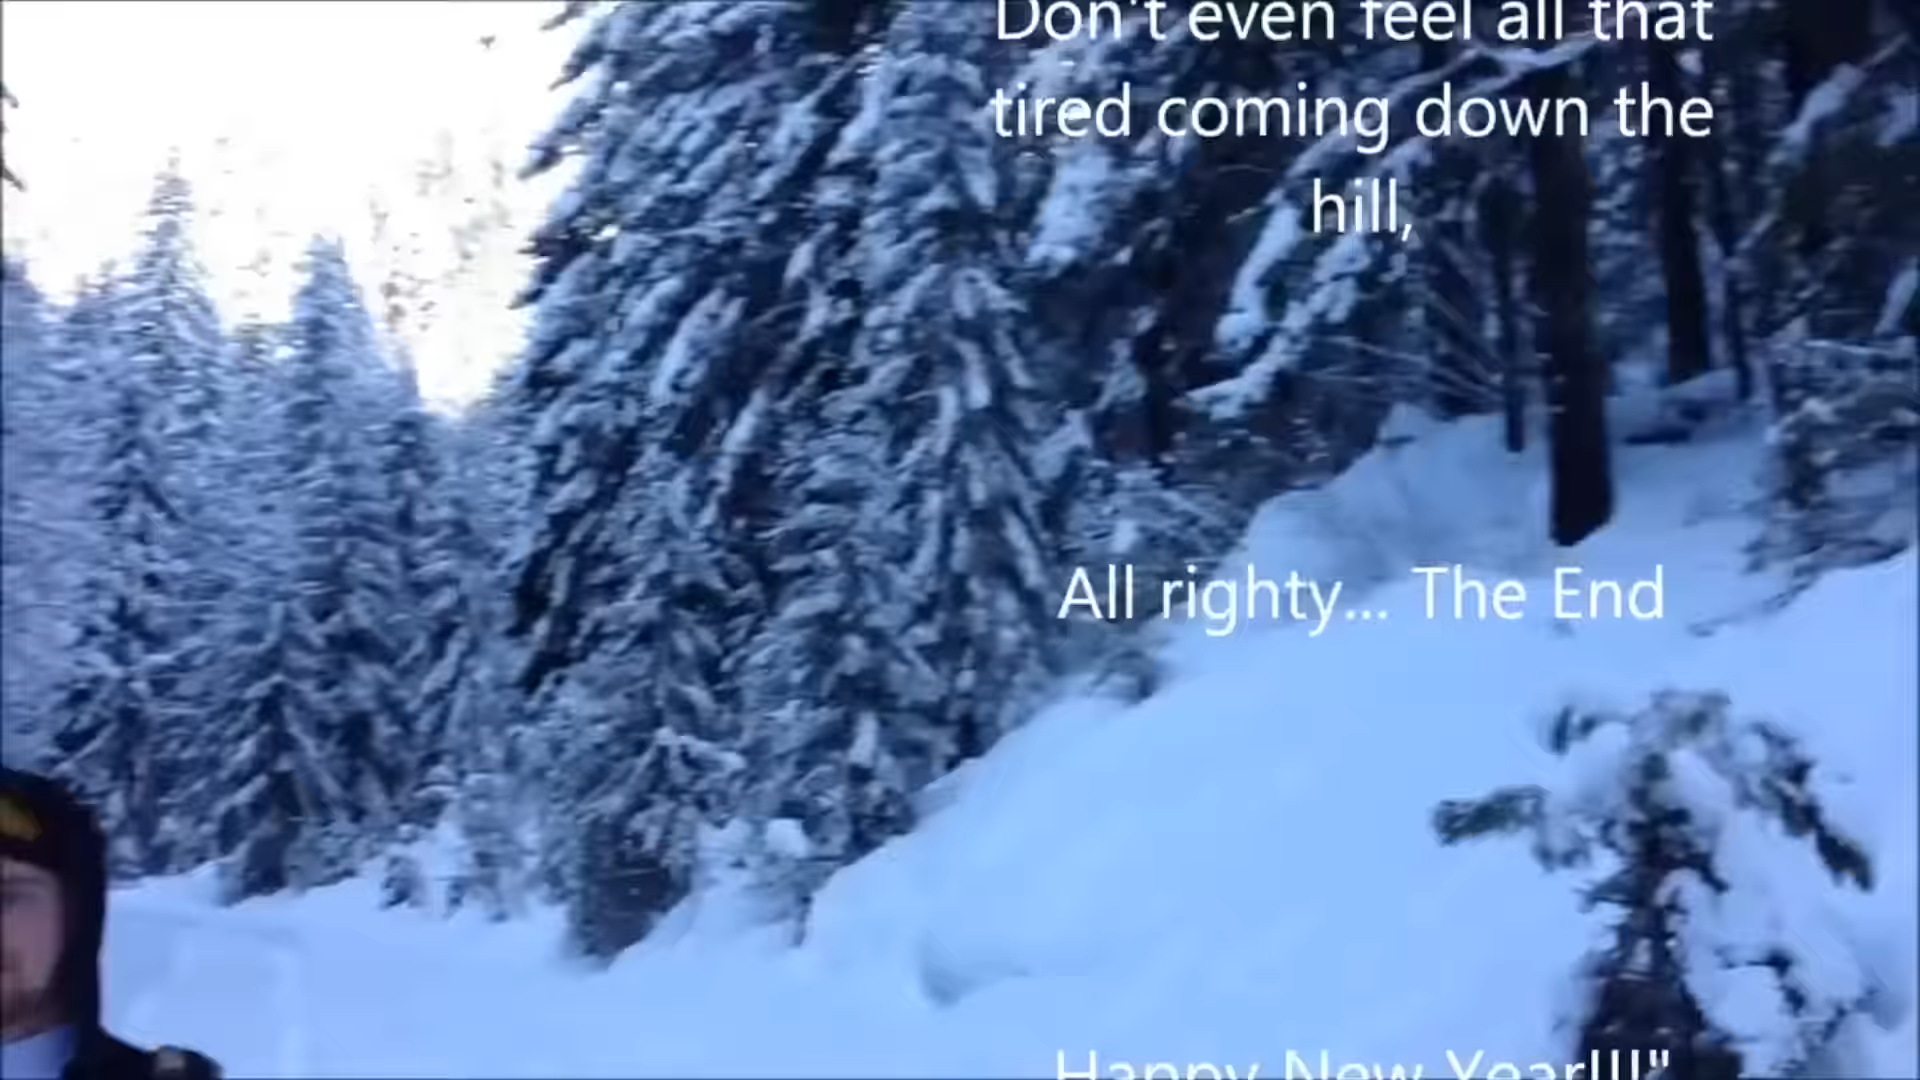 Don't even feel all that
tired coming down the
hill,
All righty... The End
Happy New Year!!!"